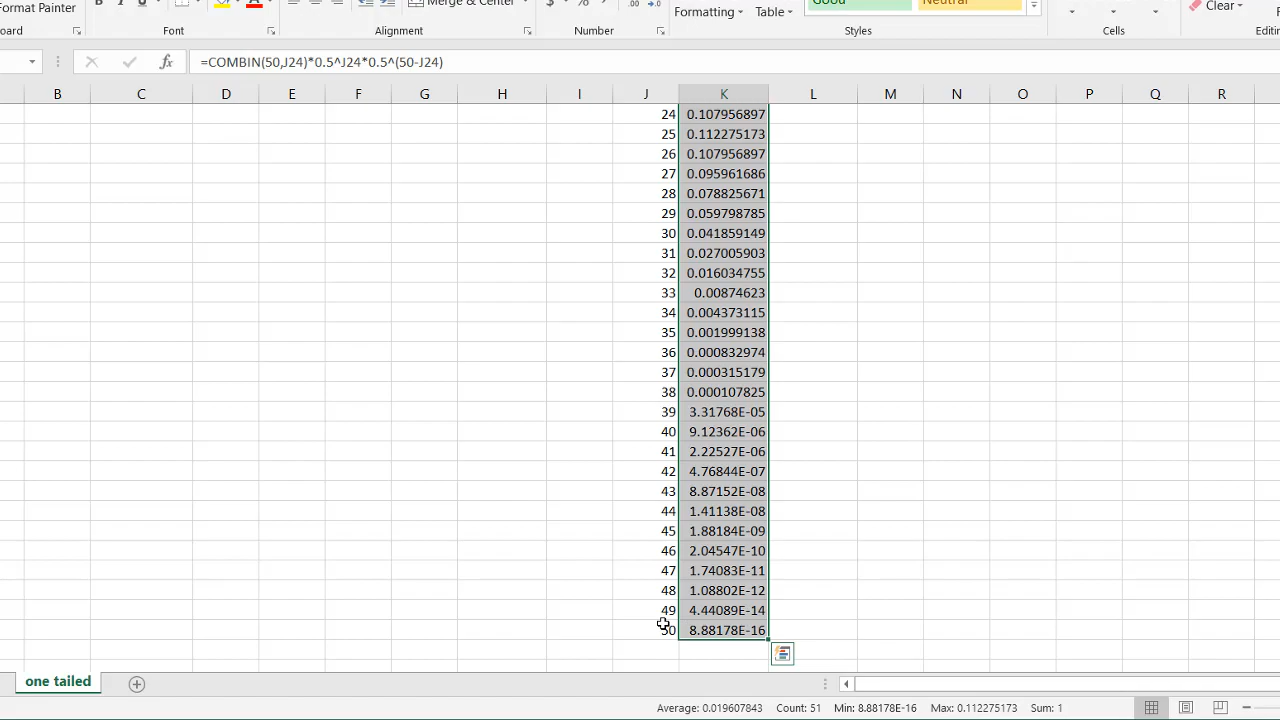 ormat Painter
Merge & Center
$
%
Formatting
Table
Good
Neutral
Clear
oard
Font
Alignment
Number
Styles
Cells
Editi
fx
=COMBIN(50,J24)*0.5^J24*0.5^(50-J24)
B C D E F G H I J K L M N O P Q R
24 0.107956897
25 0.112275173
26 0.107956897
27 0.095961686
28 0.078825671
29 0.059798785
30 0.041859149
31 0.027005903
32 0.016034755
33 0.00874623
34 0.004373115
35 0.001999138
36 0.000832974
37 0.000315179
38 0.000107825
39 3.31768E-05
40 9.12362E-06
41 2.22527E-06
42 4.76844E-07
43 8.87152E-08
44 1.41138E-08
45 1.88184E-09
46 2.04547E-10
47 1.74083E-11
48 1.08802E-12
49 4.44089E-14
50 8.88178E-16
one tailed
Average: 0.019607843 Count: 51 Min: 8.88178E-16 Max: 0.112275173 Sum: 1